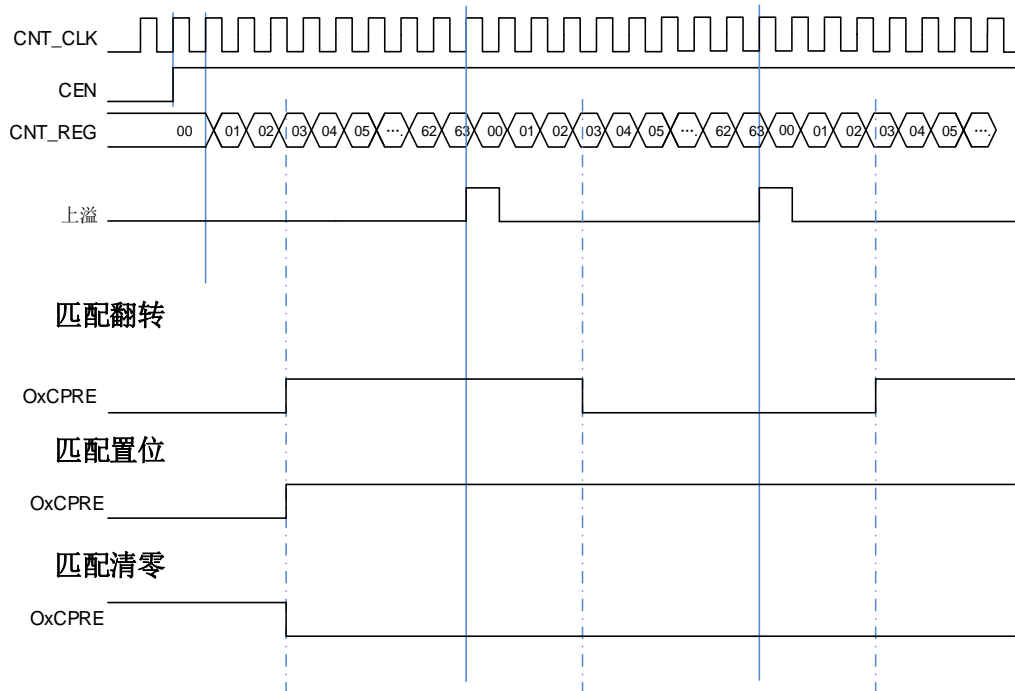 CNT_CLK
CEN
CNT_REG 00 01 02 03 04 05 …. 62 63 00 01 02 03 04 05 …. 62 63 00 01 02 03 04 05 ….
上溢
匹配翻转
OxCPRE
匹配置位
OxCPRE
匹配清零
OxCPRE